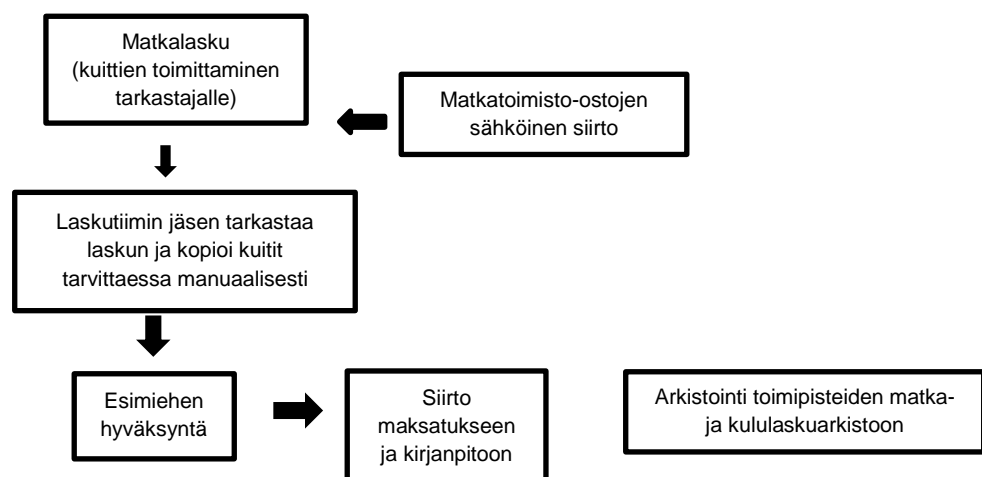 Matkalasku
(kuittien toimittaminen
tarkastajalle)
Matkatoimisto-ostojen
sähköinen siirto
Laskutiimin jäsen tarkastaa
laskun ja kopioi kuitit
tarvittaessa manuaalisesti
Esimiehen
hyväksyntä
Siirto
maksatukseen
ja kirjanpitoon
Arkistointi toimipisteiden matka-
ja kululaskuarkistoon